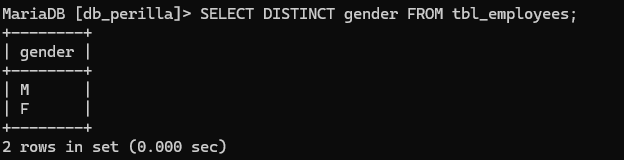 MariaDB [db_perilla]> SELECT DISTINCT gender FROM tbl_employees;
+--------+
| gender |
+--------+
| M      |
| F      |
+--------+
2 rows in set (0.000 sec)